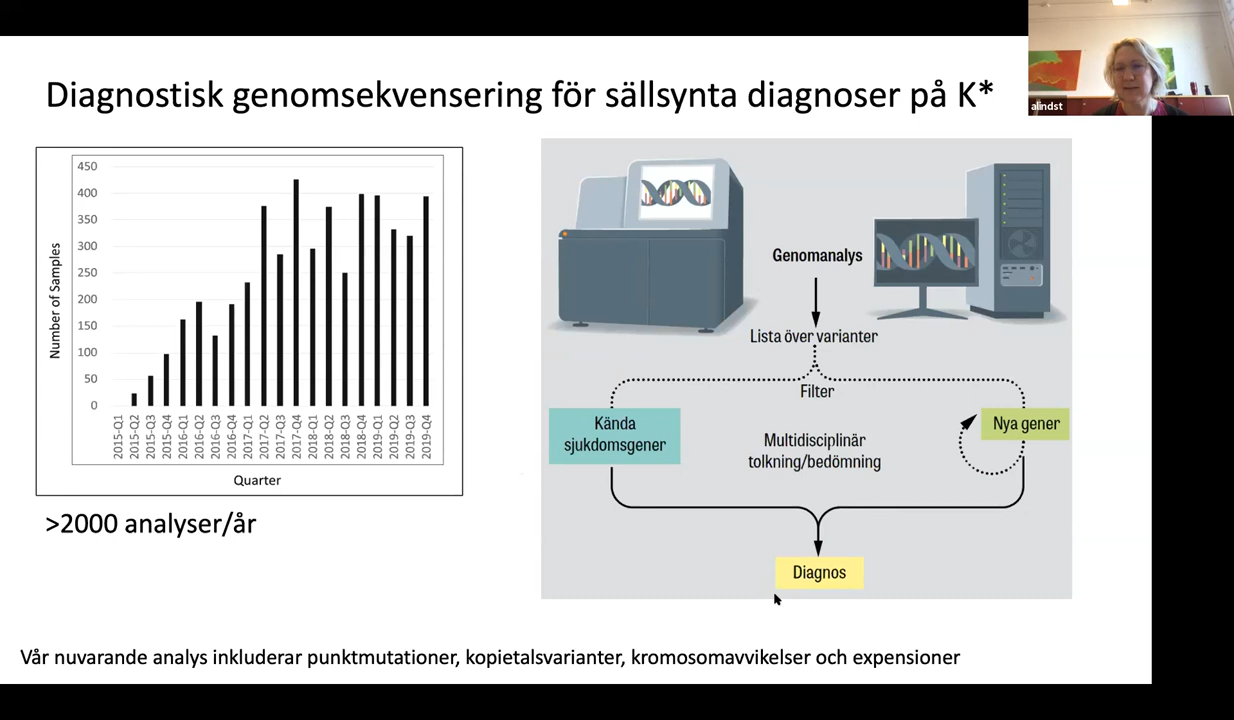 Diagnostisk genomsekvensering för sällsynta diagnoser på K*
alindst
450
400
350
300
250
200
150
100
50
0
Number of Samples
2015-Q1
2015-Q2
2015-Q3
2015-Q4
2016-Q1
2016-Q2
2016-Q3
2016-Q4
2017-Q1
2017-Q2
2017-Q3
2017-Q4
2018-Q1
2018-Q2
2018-Q3
2018-Q4
2019-Q1
2019-Q2
2019-Q3
2019-Q4
Quarter
>2000 analyser/år
Genomanalys
Lista över varianter
Filter
Kända
sjukdomsgener
Multidisciplinär
tolkning/bedömning
Nya gener
Diagnos
Vår nuvarande analys inkluderar punktmutationer, kopietalsvarianter, kromosomavvikelser och expensioner